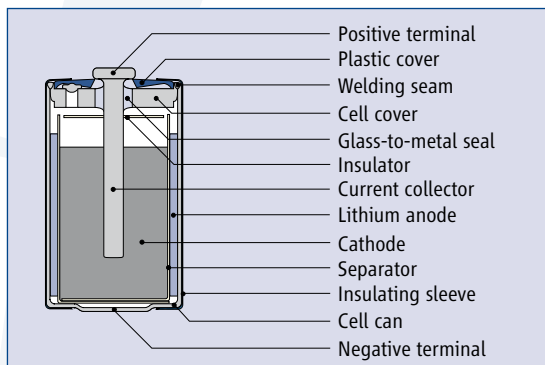 Positive terminal
Plastic cover
Welding seam
Cell cover
Glass-to-metal seal
Insulator
Current collector
Lithium anode
Cathode
Separator
Insulating sleeve
Cell can
Negative terminal